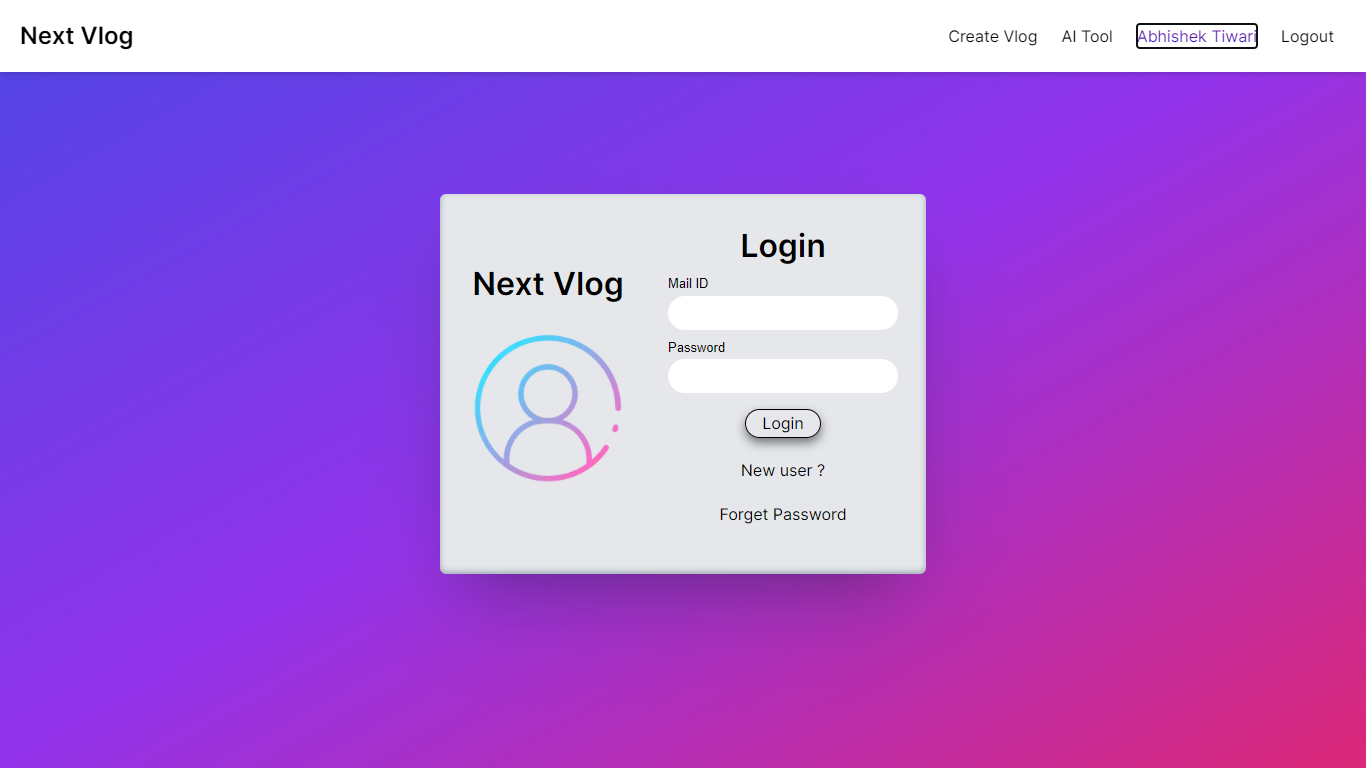 Next Vlog
Create Vlog AI Tool Abhishek Tiwari Logout
Next Vlog
Login
Mail ID
Password
Login
New user ?
Forget Password